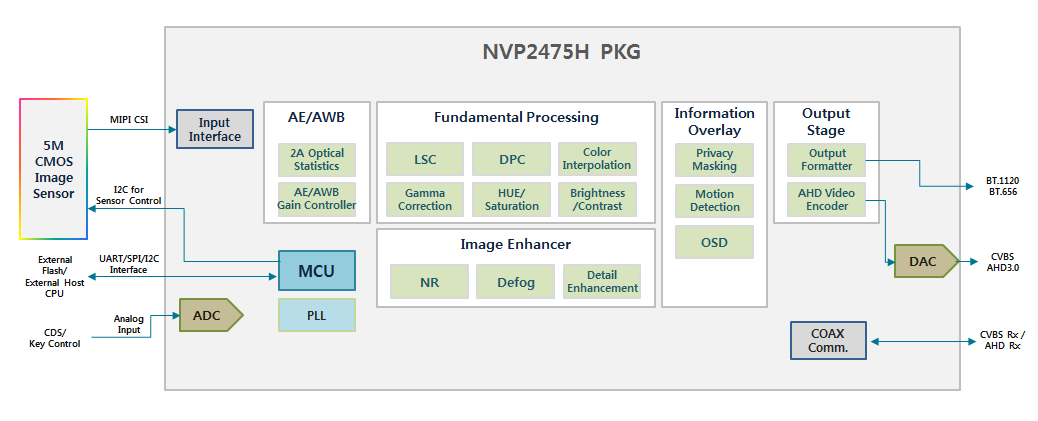 NVP2475H PKG
5M
CMOS
Image
Sensor
MIPI CSI
I2C for
Sensor Control
External
Flash/
External Host
CPU
UART/SPI/I2C
Interface
CDS/
Key Control
Analog
Input
Input
Interface
AE/AWB
2A Optical
Statistics
AE/AWB
Gain Controller
MCU
PLL
ADC
Fundamental Processing
LSC
DPC
Color
Interpolation
Gamma
Correction
HUE/
Saturation
Brightness
/Contrast
Image Enhancer
NR
Defog
Detail
Enhancement
Information
Overlay
Privacy
Masking
Motion
Detection
OSD
Output
Stage
Output
Formatter
AHD Video
Encoder
DAC
COAX
Comm.
BT.1120
BT.656
CVBS
AHD3.0
CVBS Rx /
AHD Rx